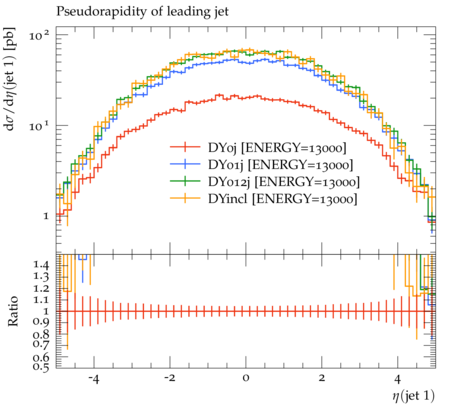 Pseudorapidity of leading jet
dσ/dη(jet 1) [pb]
10²
10¹
1
DY0j [ENERGY=13000]
DY01j [ENERGY=13000]
DY012j [ENERGY=13000]
DYincl [ENERGY=13000]
Ratio
1.4
1.3
1.2
1.1
1
0.9
0.8
0.7
0.6
0.5
-4 -2 0 2 4
η(jet 1)